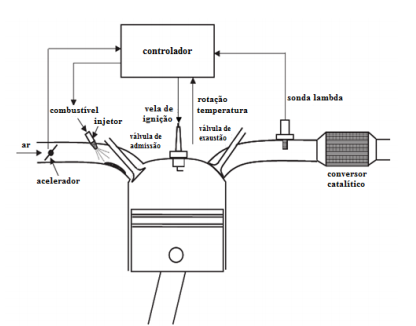 controlador
combustível
injetor
vela de
ignição
rotação
temperatura
sonda lambda
ar
válvula de
admissão
válvula de
exaustão
acelerador
conversor
catalítico